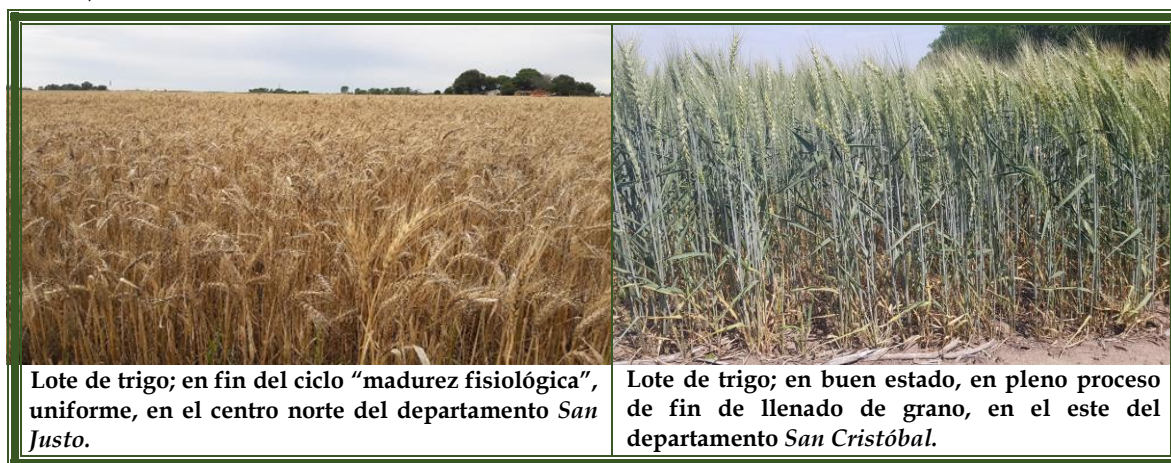 Lote de trigo; en fin del ciclo “madurez fisiológica”,
uniforme, en el centro norte del departamento San
Justo.
Lote de trigo; en buen estado, en pleno proceso
de fin de llenado de grano, en el este del
departamento San Cristóbal.